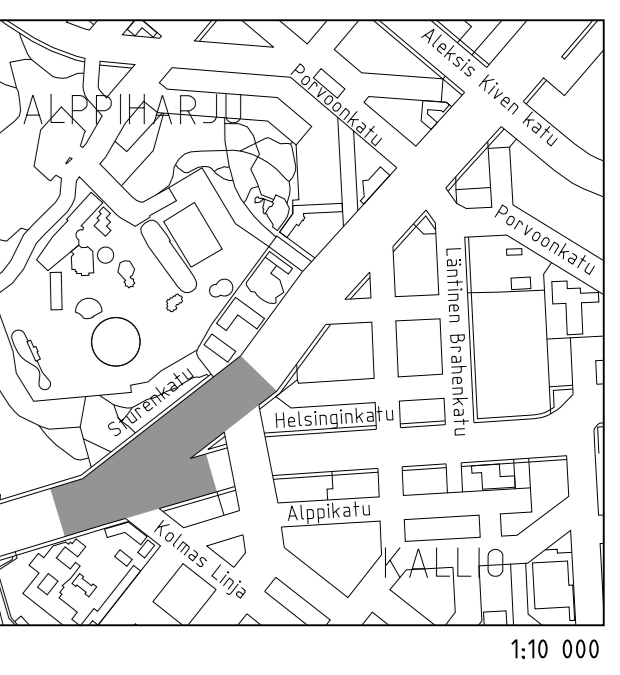 Aleksis Kiven katu
Porvoonkatu
ALPPIHARJU
Porvoonkatu
Läntinen Brahenkatu
Sturenkatu
Helsinginkatu
Alppikatu
Kolmas Linja
KALLIO
1:10 000